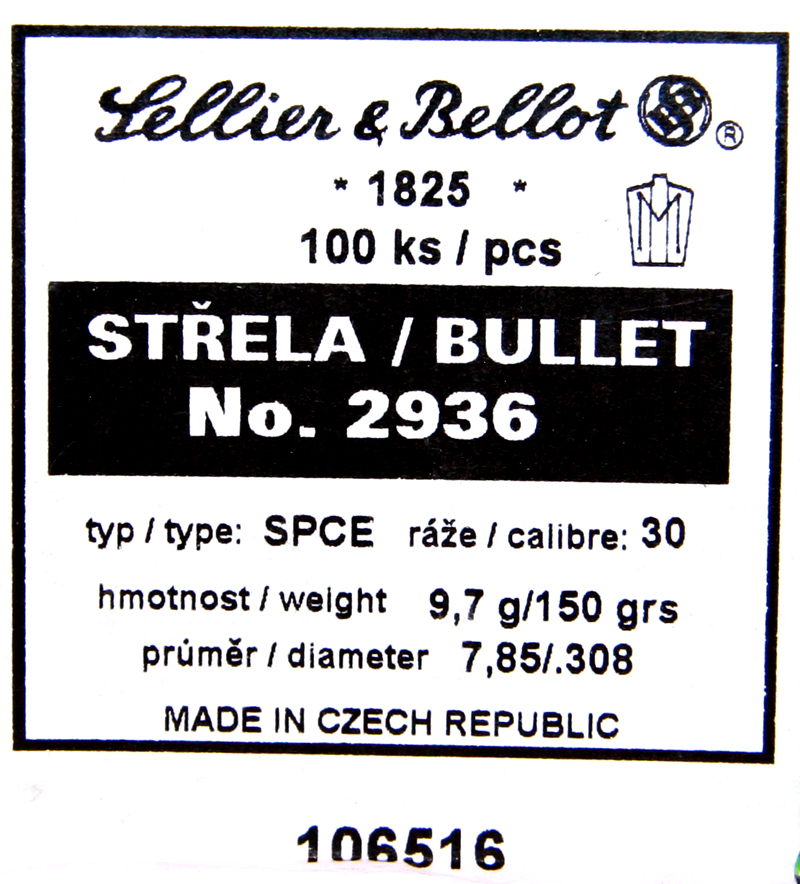 Sellier & Bellot ®
* 1825 *
100 ks / pcs
STŘELA / BULLET
No. 2936
typ / type: SPCE ráže / calibre: 30
hmotnost / weight 9,7 g/150 grs
průměr / diameter 7,85/.308
MADE IN CZECH REPUBLIC
106516